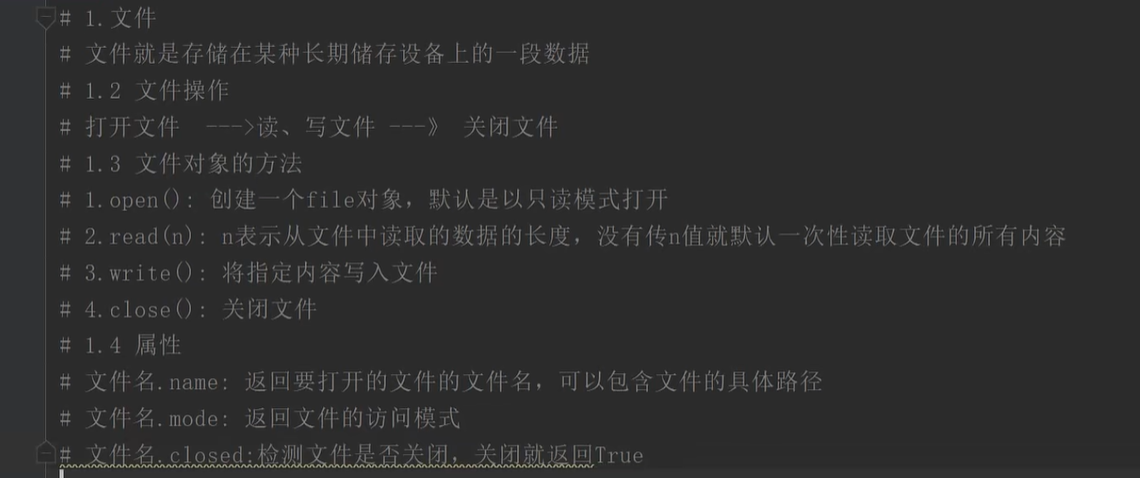 # 1.文件
# 文件就是存储在某种长期储存设备上的一段数据
# 1.2 文件操作
# 打开文件  --->读、写文件 ---》 关闭文件
# 1.3 文件对象的方法
# 1.open(): 创建一个file对象，默认是以只读模式打开
# 2.read(n): n表示从文件中读取的数据的长度，没有传n值就默认一次性读取文件的所有内容
# 3.write(): 将指定内容写入文件
# 4.close(): 关闭文件
# 1.4 属性
# 文件名.name: 返回要打开的文件的文件名，可以包含文件的具体路径
# 文件名.mode: 返回文件的访问模式
# 文件名.closed:检测文件是否关闭，关闭就返回True